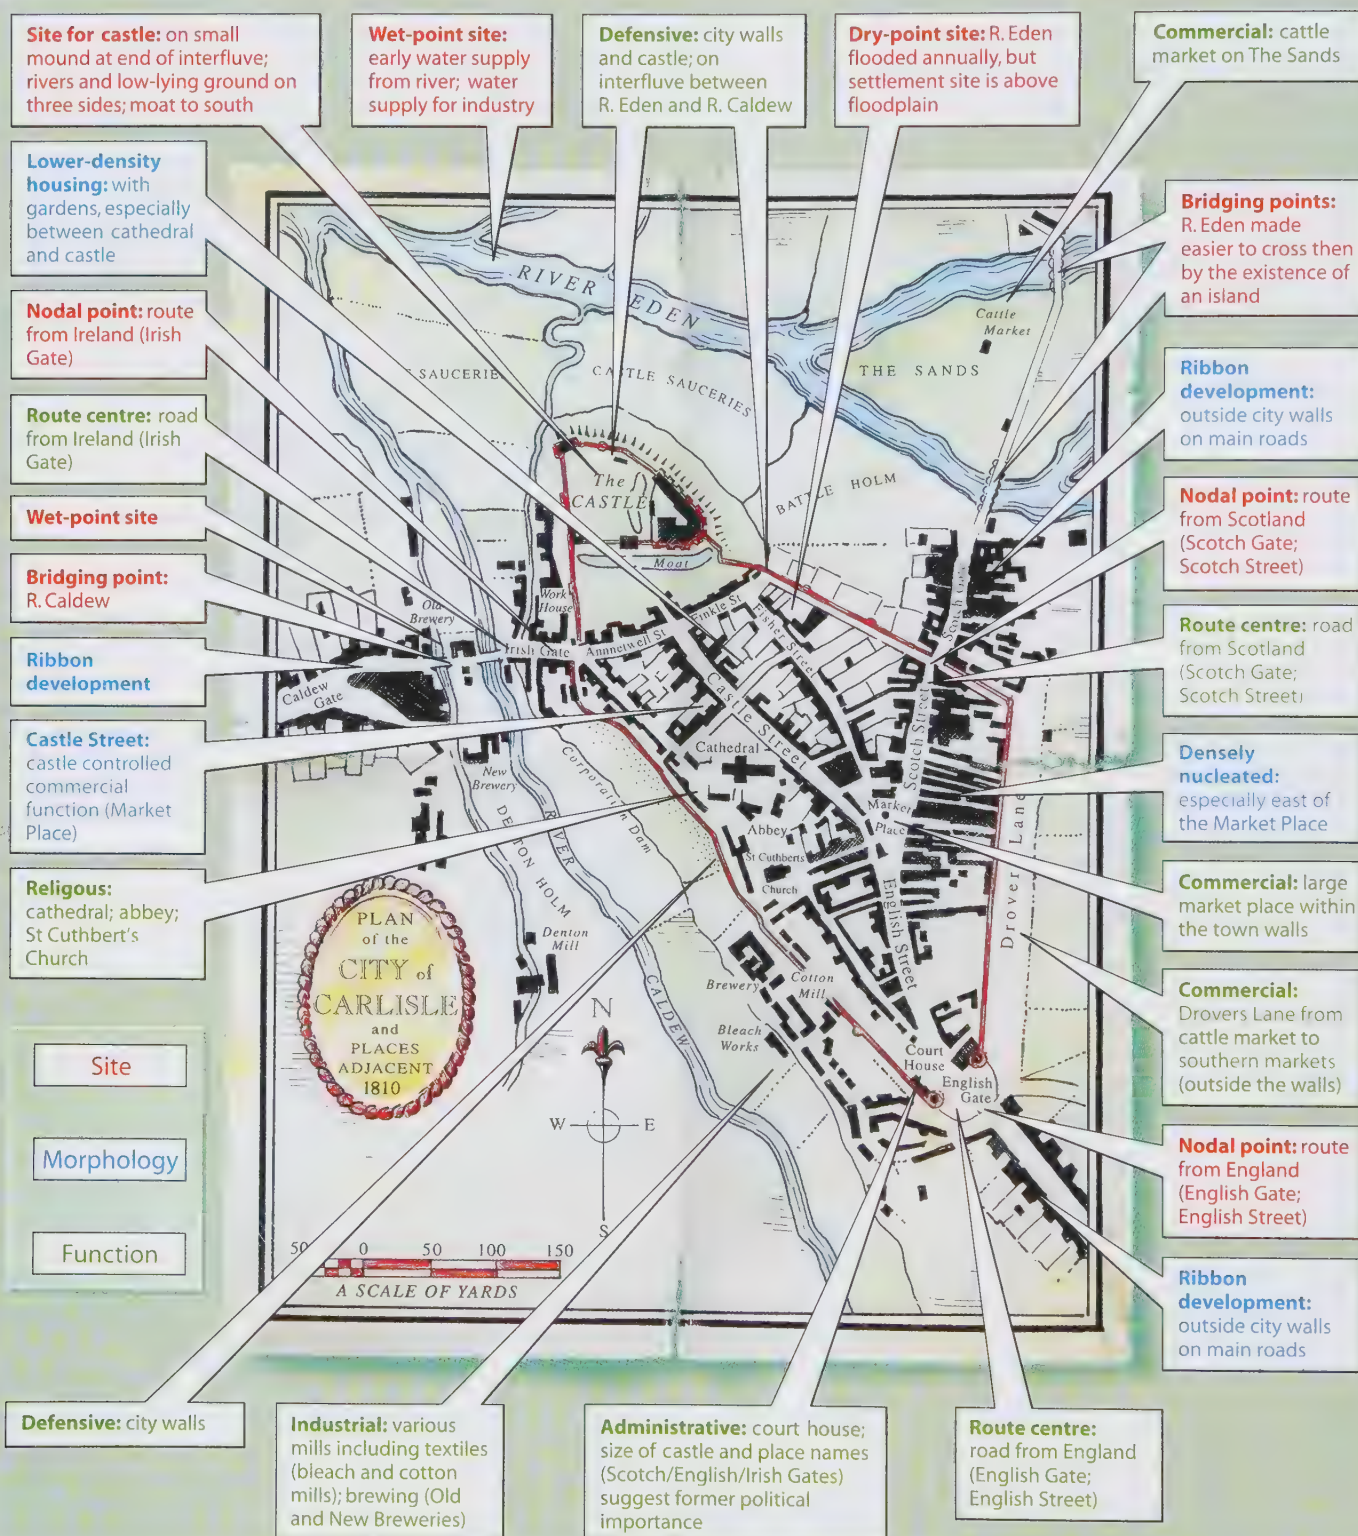 Site for castle: on small
mound at end of interfluve;
rivers and low-lying ground on
three sides; moat to south
Wet-point site:
early water supply
from river; water
supply for industry
Defensive: city walls
and castle; on
interfluve between
R. Eden and R. Caldew
Dry-point site: R. Eden
flooded annually, but
settlement site is above
floodplain
Commercial: cattle
market on The Sands
Lower-density
housing: with
gardens, especially
between cathedral
and castle
Nodal point: route
from Ireland (Irish
Gate)
Route centre: road
from Ireland (Irish
Gate)
Wet-point site
Bridging point:
R. Caldew
Ribbon
development
Castle Street:
castle controlled
commercial
function (Market
Place)
Religous:
cathedral; abbey;
St Cuthbert's
Church
Site
Morphology
Function
Bridging points:
R. Eden made
easier to cross then
by the existence of
an island
Ribbon
development:
outside city walls
on main roads
Nodal point: route
from Scotland
(Scotch Gate;
Scotch Street)
Route centre: road
from Scotland
(Scotch Gate;
Scotch Street)
Densely
nucleated:
especially east of
the Market Place
Commercial: large
market place within
the town walls
Commercial:
Drovers Lane from
cattle market to
southern markets
(outside the walls)
Nodal point: route
from England
(English Gate;
English Street)
Ribbon
development:
outside city walls
on main roads
RIVER EDEN
Cattle
Market
THE SANDS
SAUCERIES
CASTLE SAUCERIES
BATTLE HOLM
The
CASTLE
Moat
Work
House
Old
Brewery
Irish Gate
Annetwell St
Finkle St
Fisher Street
Castle Street
Scotch Gate
Scotch Street
Caldew
Gate
Cathedral
Corporation Dam
New
Brewery
DENTON HOLM
RIVER
CALDEW
Market
Place
Abbey
St Cuthberts
Church
English Street
Drovers Lane
Denton
Mill
Brewery
Cotton
Mill
Bleach
Works
Court
House
English
Gate
PLAN
of the
CITY of
CARLISLE
and
PLACES
ADJACENT
1810
N
W
E
S
50 0 50 100 150
A SCALE OF YARDS
Defensive: city walls
Industrial: various
mills including textiles
(bleach and cotton
mills); brewing (Old
and New Breweries)
Administrative: court house;
size of castle and place names
(Scotch/English/Irish Gates)
suggest former political
importance
Route centre:
road from England
(English Gate;
English Street)